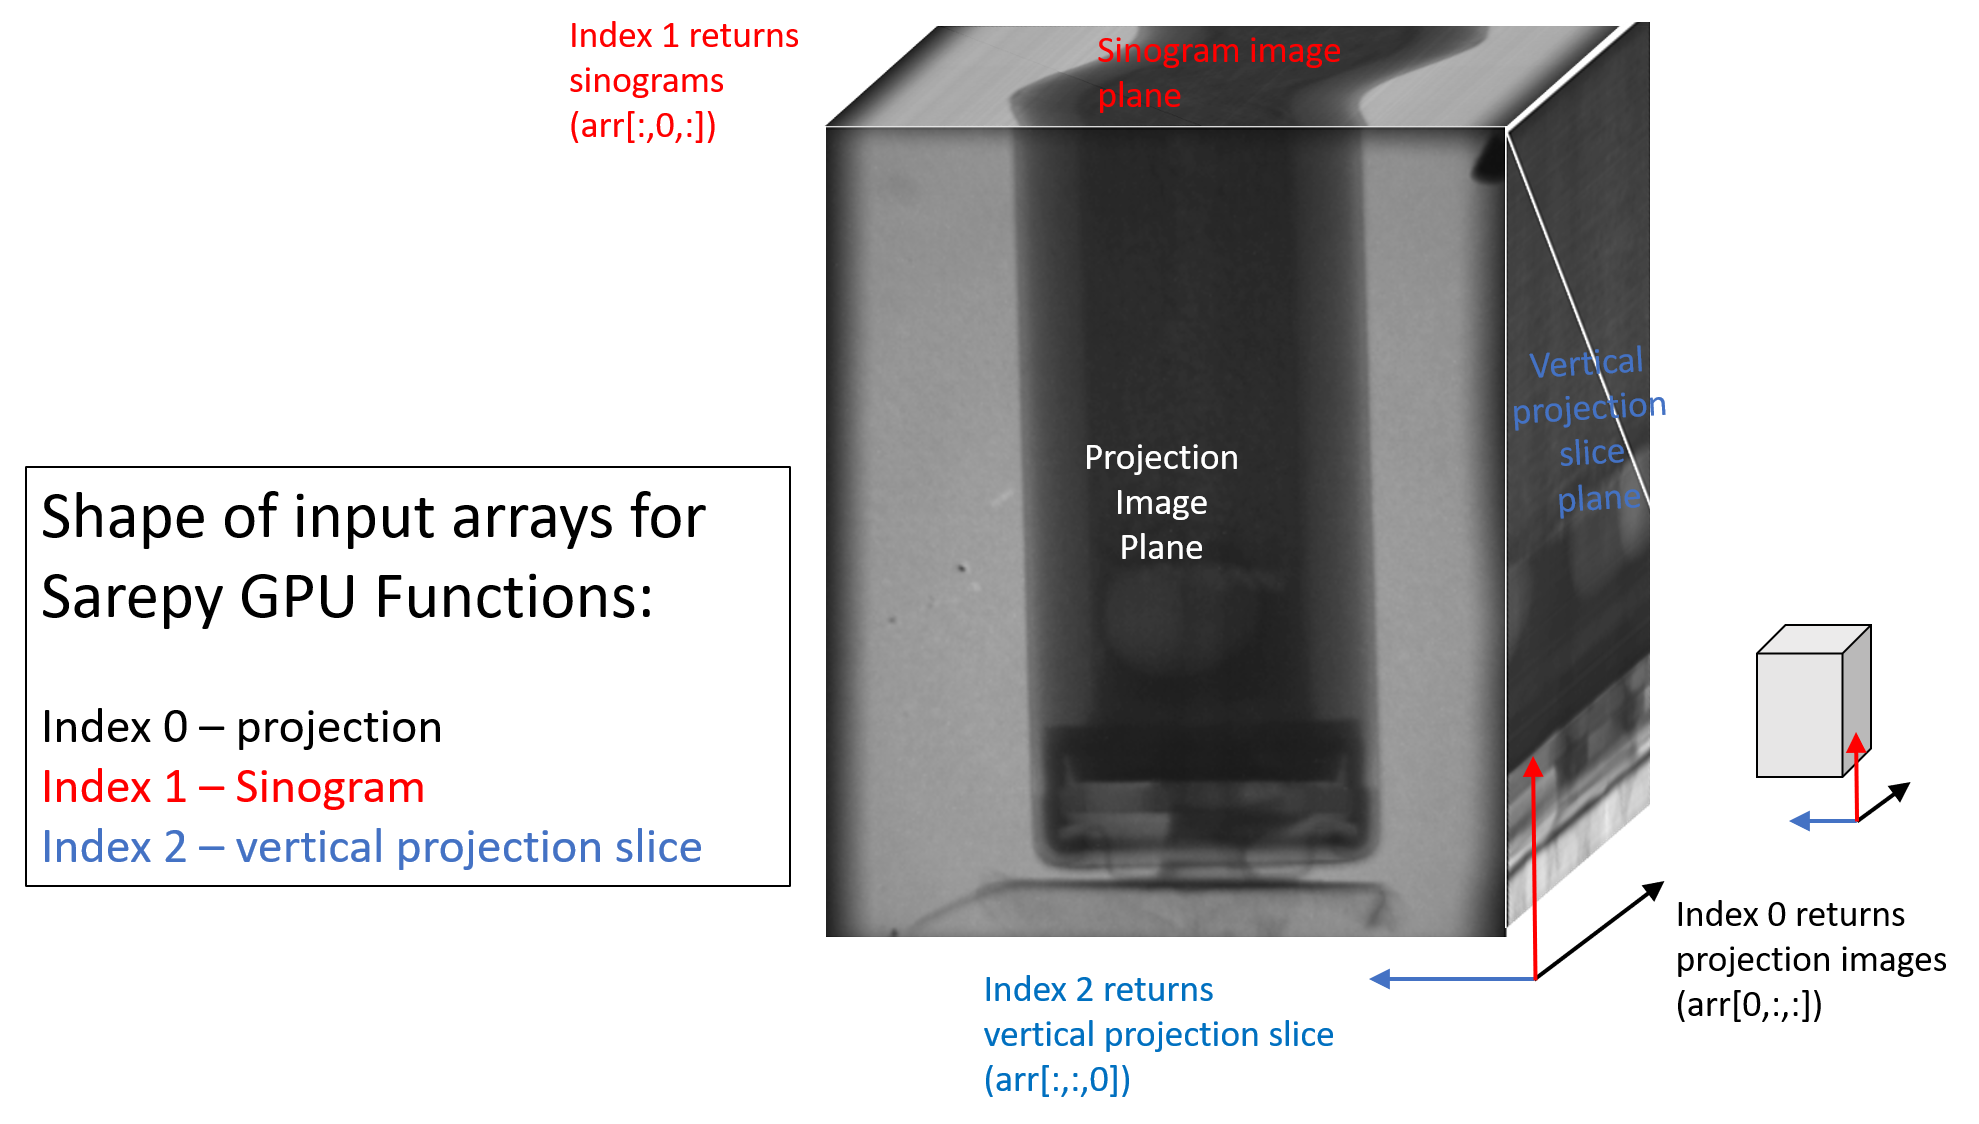 Index 1 returns
sinograms
(arr[:,0,:])
Sinogram image
plane
Vertical
projection
slice
plane
Projection
Image
Plane
Shape of input arrays for
Sarepy GPU Functions:
Index 0 – projection
Index 1 – Sinogram
Index 2 – vertical projection slice
Index 0 returns
projection images
(arr[0,:,:])
Index 2 returns
vertical projection slice
(arr[:,:,0])